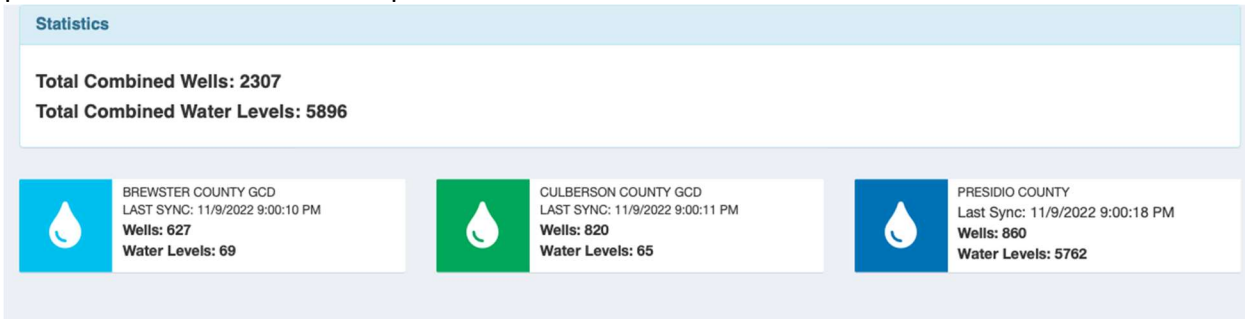 Statistics
Total Combined Wells: 2307
Total Combined Water Levels: 5896
BREWSTER COUNTY GCD
LAST SYNC: 11/9/2022 9:00:10 PM
Wells: 627
Water Levels: 69
CULBERSON COUNTY GCD
LAST SYNC: 11/9/2022 9:00:11 PM
Wells: 820
Water Levels: 65
PRESIDIO COUNTY
Last Sync: 11/9/2022 9:00:18 PM
Wells: 860
Water Levels: 5762